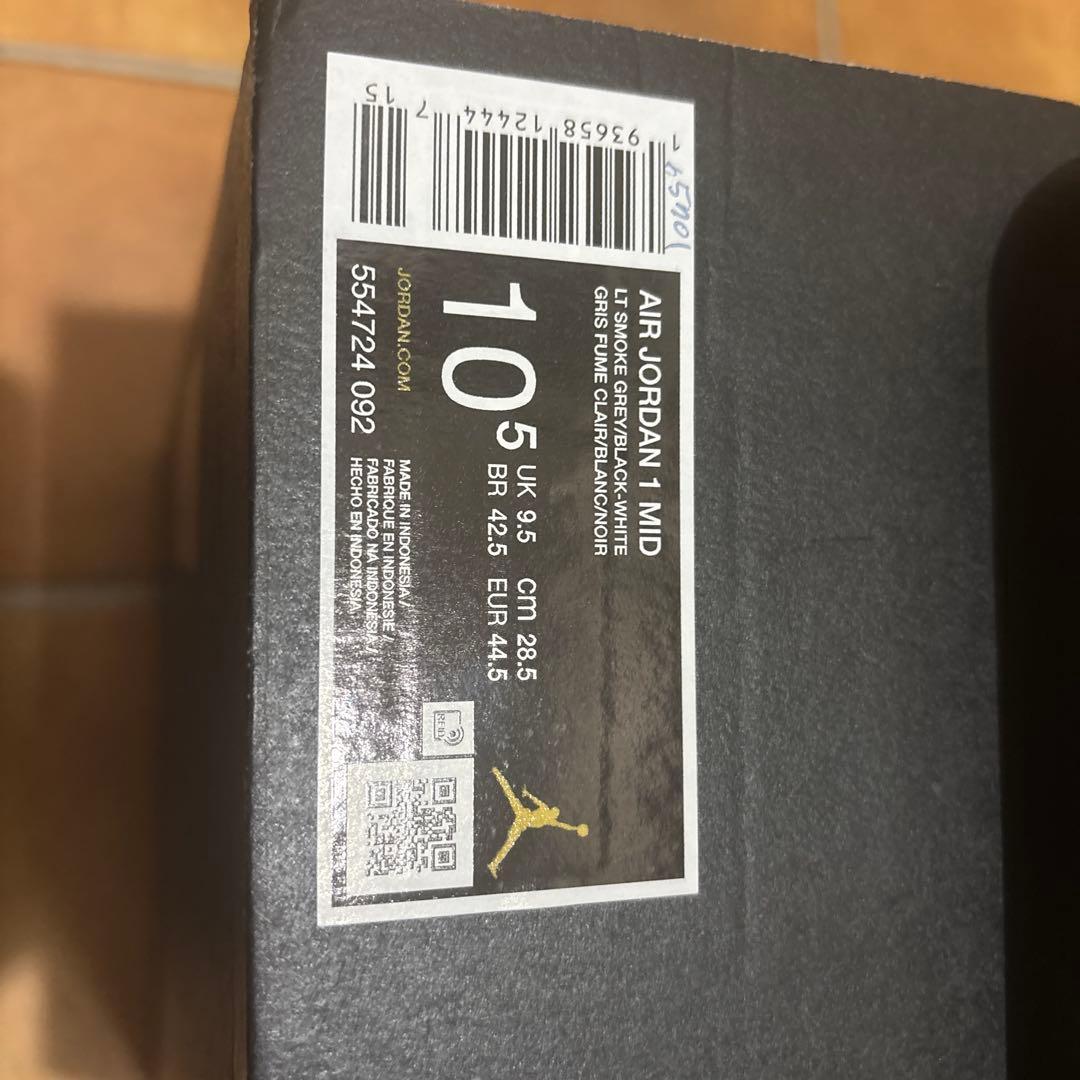 AIR JORDAN 1 MID
LT SMOKE GREY/BLACK-WHITE
GRIS FUME CLAIR/BLANC/NOIR
10 5
UK 9.5 cm 28.5
BR 42.5 EUR 44.5
JORDAN.COM
554724 092
MADE IN INDONESIA /
FABRIQUE EN INDONESIE /
FABRICADO NA INDONESIA /
HECHO EN INDONESIA
RFID
1 93658 12444 7 15